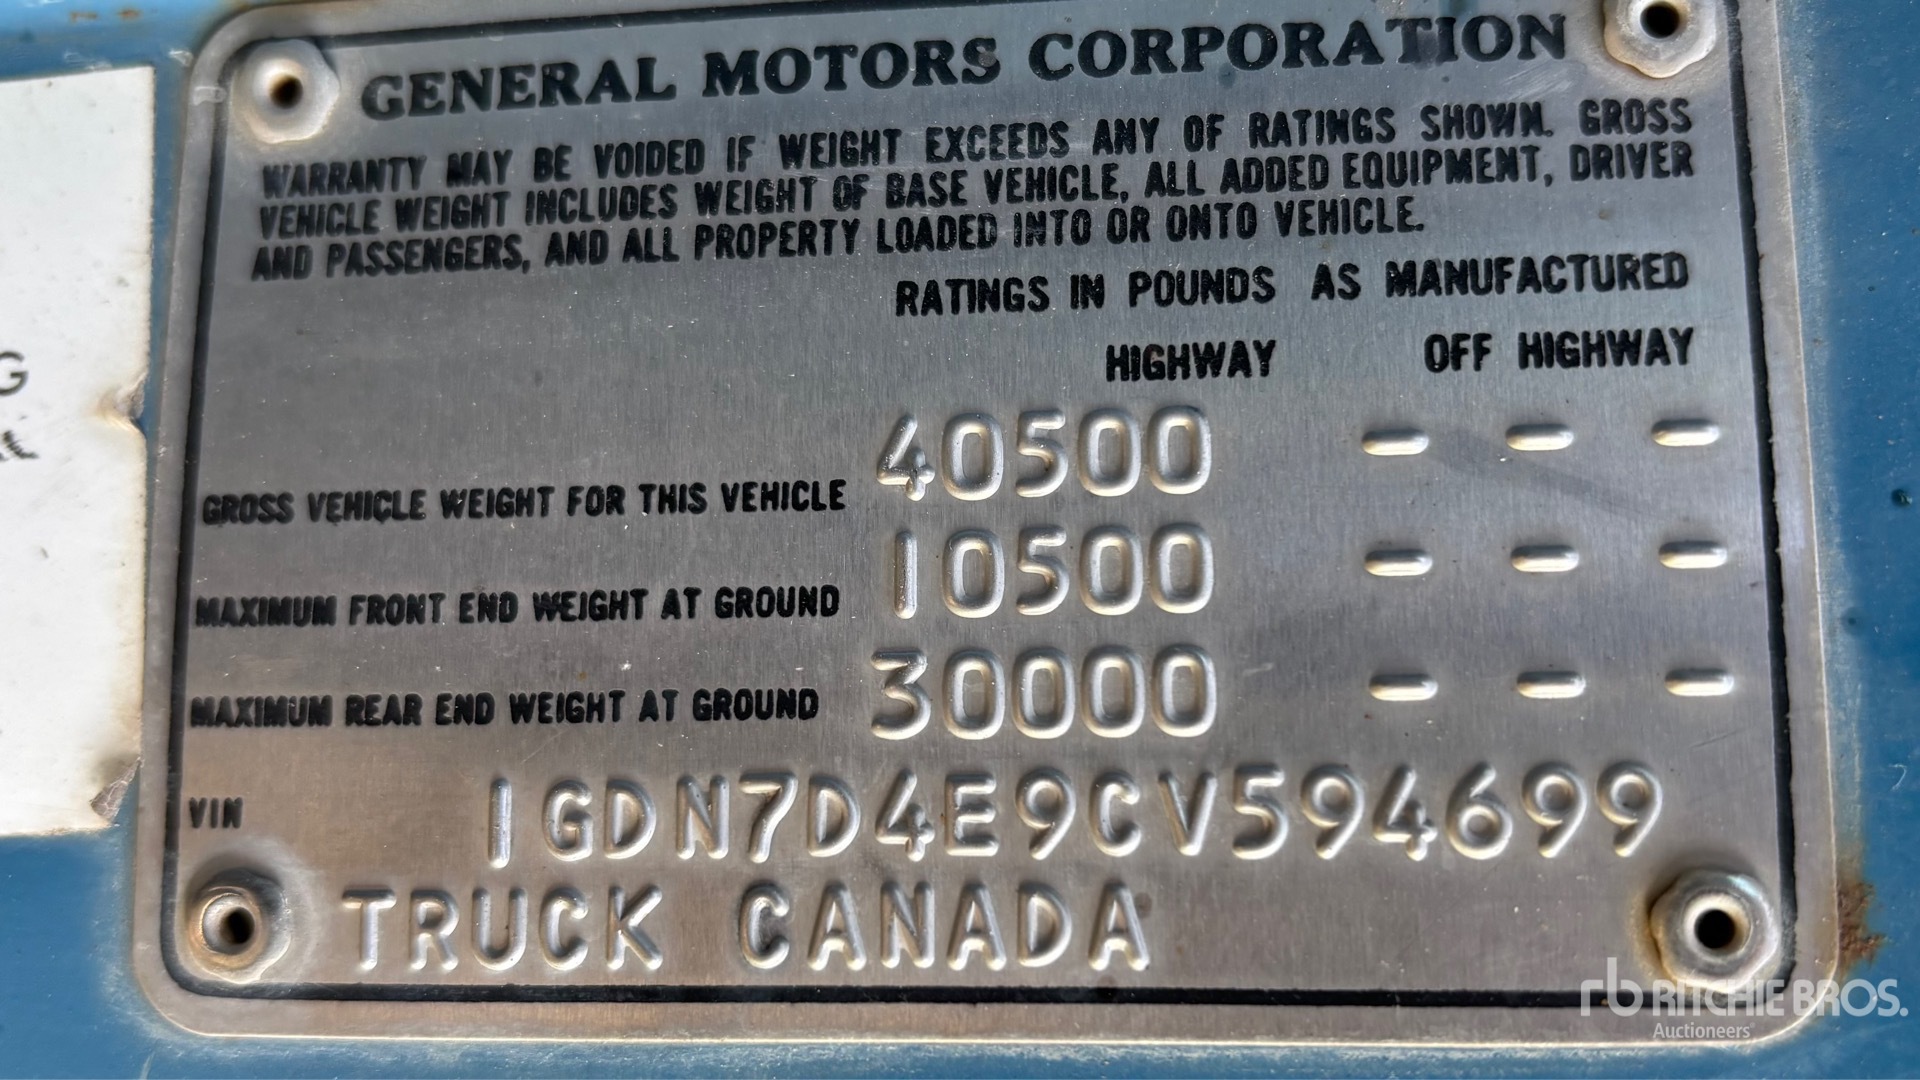 GENERAL MOTORS CORPORATION
WARRANTY MAY BE VOIDED IF WEIGHT EXCEEDS ANY OF RATINGS SHOWN. GROSS
VEHICLE WEIGHT INCLUDES WEIGHT OF BASE VEHICLE, ALL ADDED EQUIPMENT, DRIVER
AND PASSENGERS, AND ALL PROPERTY LOADED INTO OR ONTO VEHICLE.
RATINGS IN POUNDS AS MANUFACTURED
HIGHWAY OFF HIGHWAY
GROSS VEHICLE WEIGHT FOR THIS VEHICLE 40500 - - -
MAXIMUM FRONT END WEIGHT AT GROUND 10500 - - -
MAXIMUM REAR END WEIGHT AT GROUND 30000 - - -
VIN 1GDN7D4E9CV594699
TRUCK CANADA
G
rb RITCHIE BROS.
Auctioneers